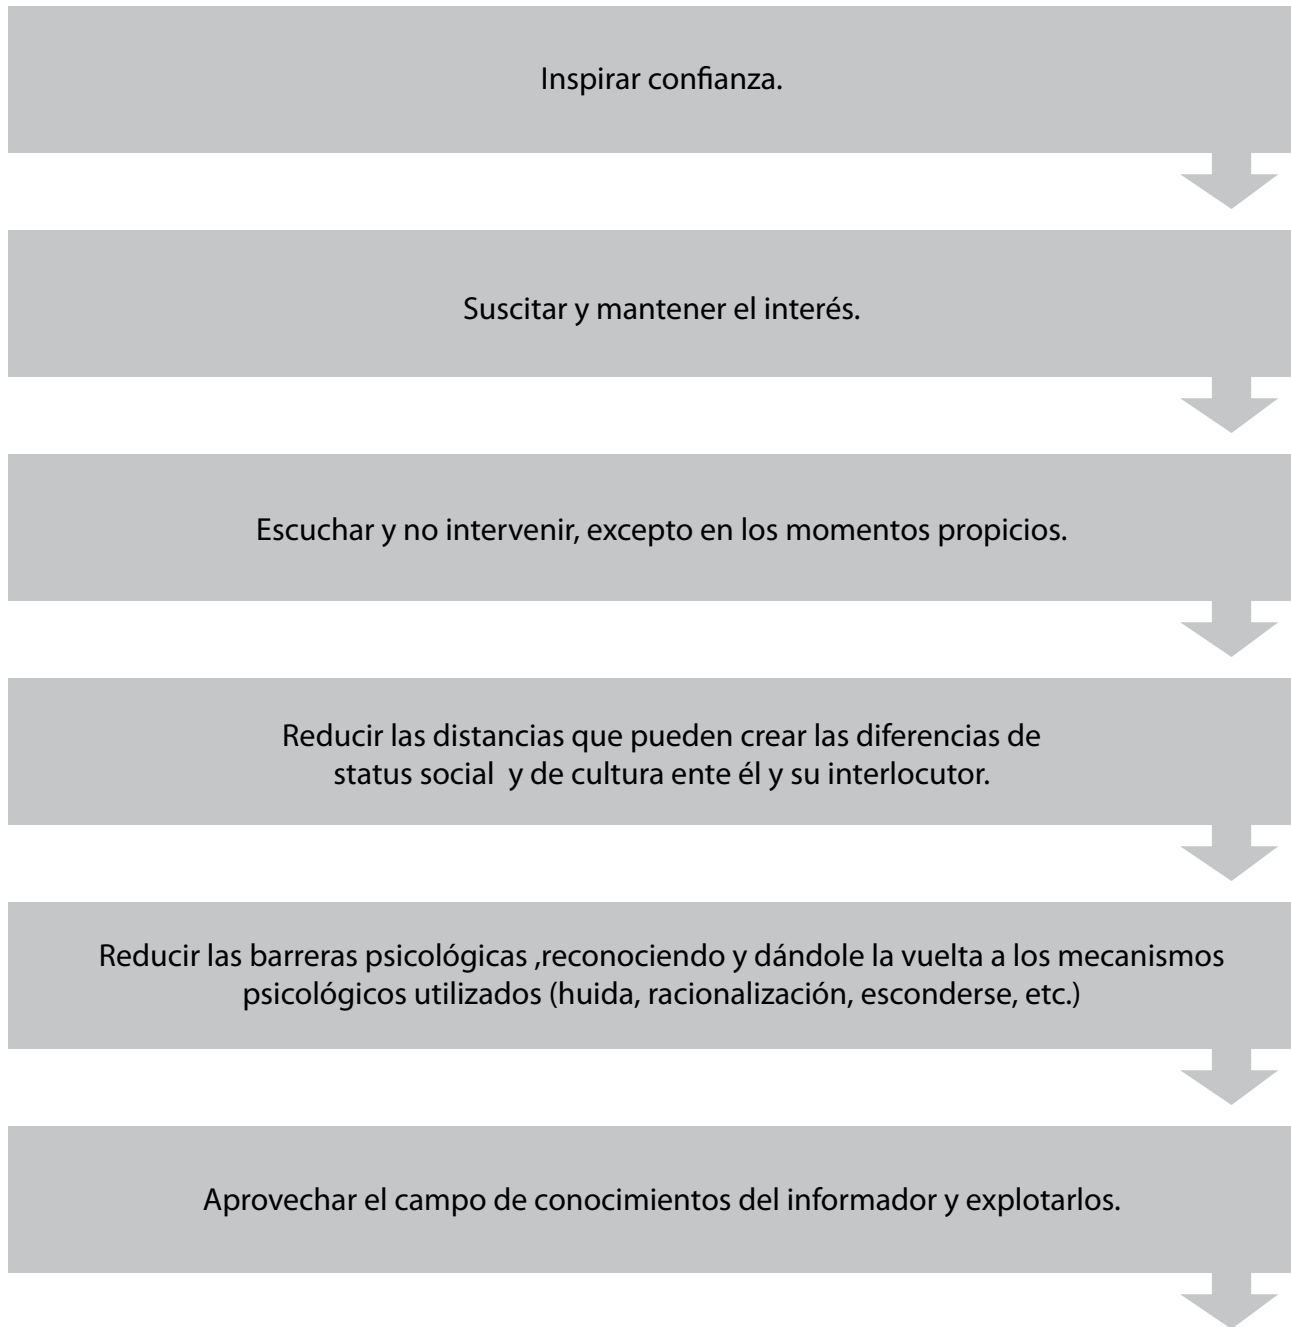 Inspirar confianza.
Suscitar y mantener el interés.
Escuchar y no intervenir, excepto en los momentos propicios.
Reducir las distancias que pueden crear las diferencias de
status social  y de cultura ente él y su interlocutor.
Reducir las barreras psicológicas ,reconociendo y dándole la vuelta a los mecanismos
psicológicos utilizados (huida, racionalización, esconderse, etc.)
Aprovechar el campo de conocimientos del informador y explotarlos.